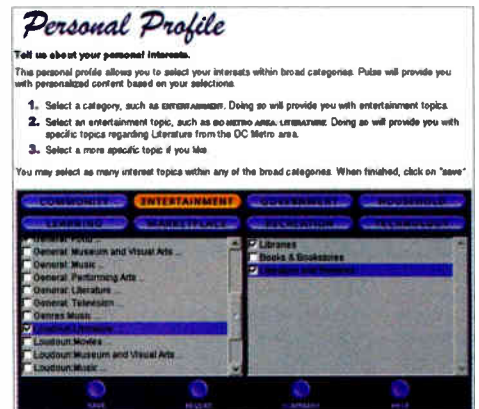 Personal Profile
Tell us about your personal interests.
This personal profile allows you to select your interests within broad categories. Pulse will provide you
with personalized content based on your selections.
1. Select a category, such as ENTERTAINMENT. Doing so will provide you with entertainment topics.
2. Select an entertainment topic, such as DC METRO AREA: LITERATURE. Doing so will provide you with
specific topics regarding Literature from the DC Metro area.
3. Select a more specific topic if you like.
You may select as many interest topics within any of the broad categories. When finished, click on "save"
COMMUNITY ENTERTAINMENT GOVERNMENT HOUSEHOLD
LEARNING MARKETPLACE RECREATION TECHNOLOGY
General:
General: Museum and Visual Arts ...
General: Music ...
General: Performing Arts ...
General: Literature ...
General: Television ...
Genres Music ...
Loudoun: Literature ...
Loudoun: Movies
Loudoun: Museum and Visual Arts ...
Loudoun: Music ...
Libraries
Books & Bookstores
SAVE HELP